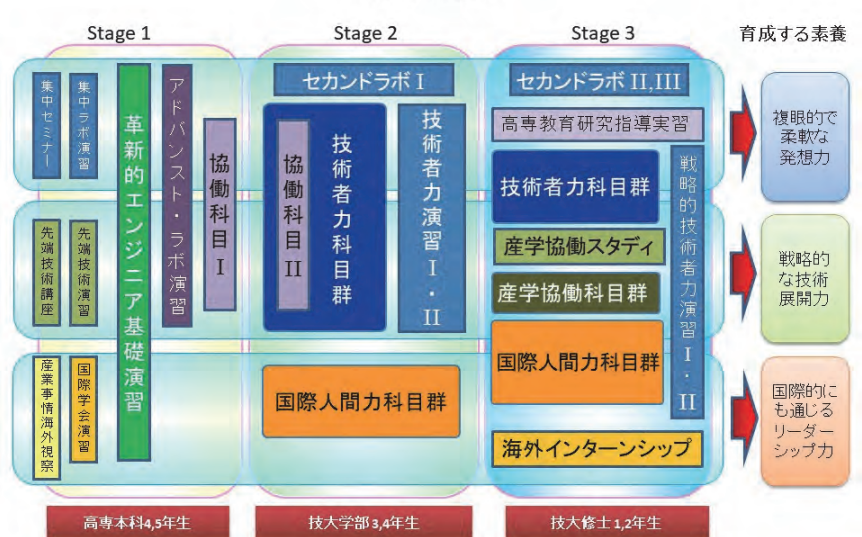 Stage 1
Stage 2
Stage 3
育成する素養
集中セミナー
集中ラボ演習
革新的エンジニア基礎演習
アドバンスト・ラボ演習
協働科目 I
先端技術講座
先端技術演習
産業事情海外視察
国際学会演習
セカンドラボ I
協働科目 II
技術者力科目群
技術者力演習 I・II
国際人間力科目群
セカンドラボ II,III
高専教育研究指導実習
技術者力科目群
産学協働スタディ
産学協働科目群
国際人間力科目群
戦略的技術者力演習 I・II
海外インターンシップ
複眼的で
柔軟な
発想力
戦略的
な技術
展開力
国際的に
も通じる
リーダー
シップ力
高専本科4,5年生
技大学部3,4年生
技大修士1,2年生